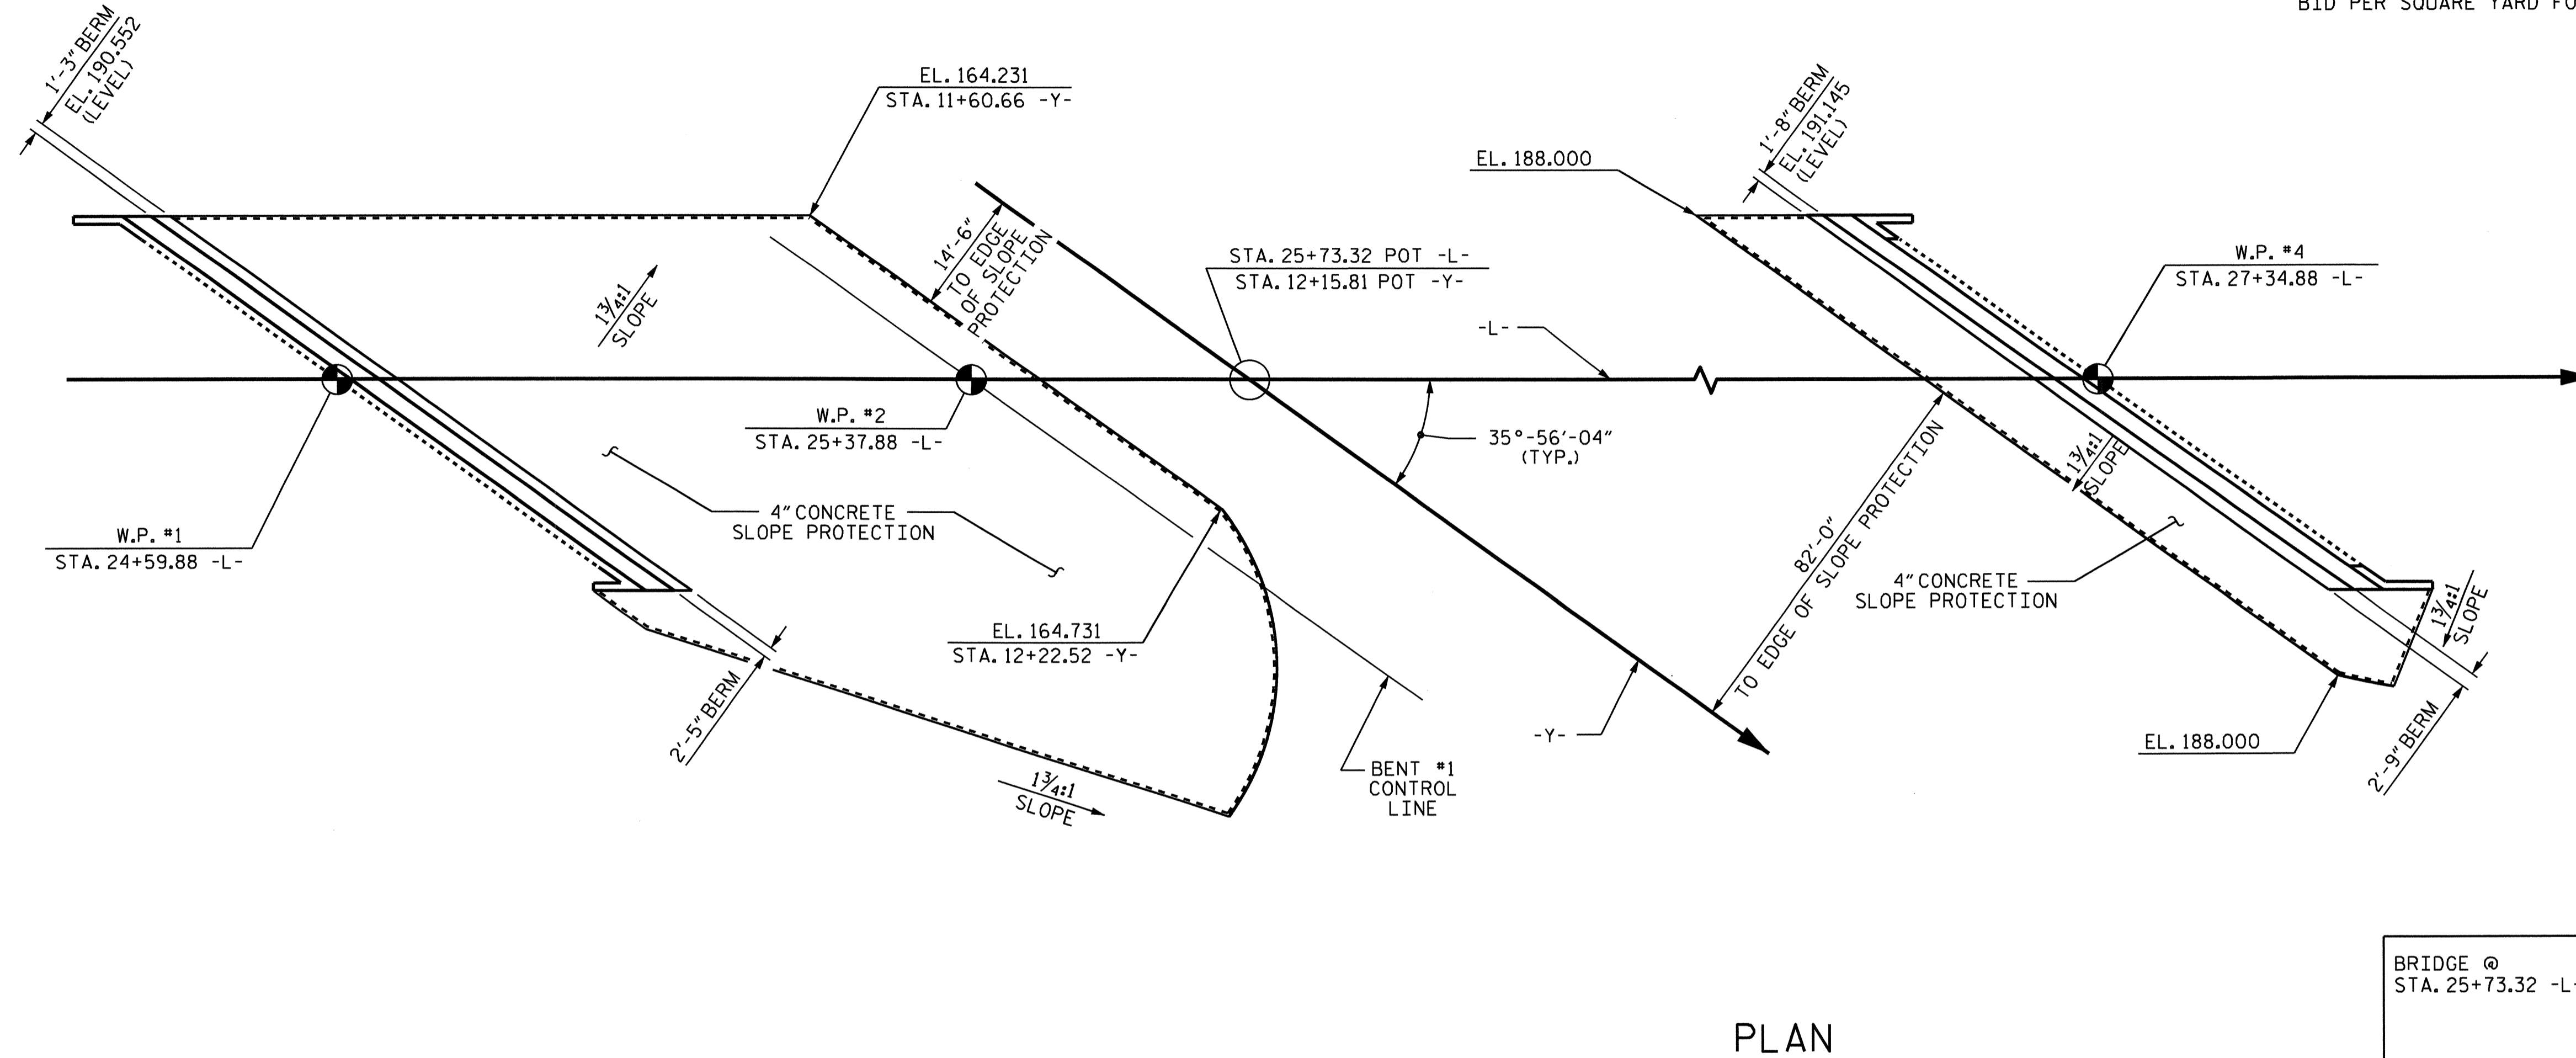 BID PER SQUARE YARD FO
1'-3" BERM
EL. 190.552
(LEVEL)
EL. 164.231
STA. 11+60.66 -Y-
1'-8" BERM
EL. 191.145
(LEVEL)
EL. 188.000
14'-6"
TO EDGE
OF SLOPE
PROTECTION
STA. 25+73.32 POT -L-
STA. 12+15.81 POT -Y-
W.P. #4
STA. 27+34.88 -L-
1¾:1
SLOPE
-L-
W.P. #2
STA. 25+37.88 -L-
35°-56'-04"
(TYP.)
1¾:1
SLOPE
4" CONCRETE
SLOPE PROTECTION
W.P. #1
STA. 24+59.88 -L-
82'-0"
TO EDGE OF SLOPE PROTECTION
4" CONCRETE
SLOPE PROTECTION
1¾:1
SLOPE
EL. 164.731
STA. 12+22.52 -Y-
2'-5" BERM
-Y-
EL. 188.000
2'-9" BERM
1¾:1
SLOPE
BENT #1
CONTROL
LINE
BRIDGE @
STA. 25+73.32 -L-
PLAN